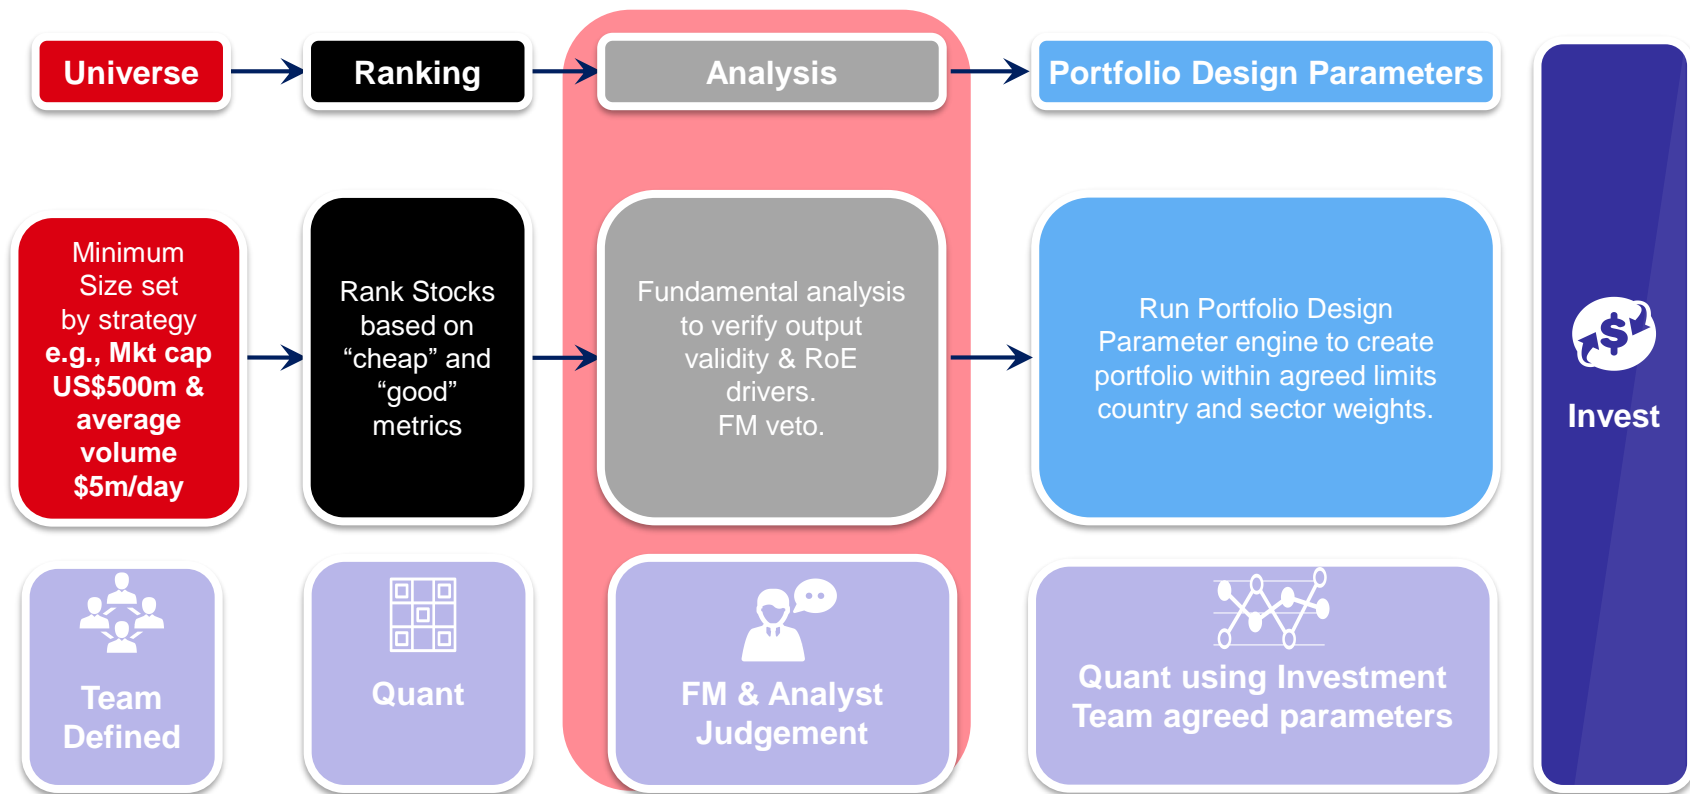 Universe
Ranking
Analysis
Portfolio Design Parameters
Minimum
Size set
by strategy
e.g., Mkt cap
US$500m &
average
volume
$5m/day
Rank Stocks
based on
“cheap” and
“good”
metrics
Fundamental analysis
to verify output
validity & RoE
drivers.
FM veto.
Run Portfolio Design
Parameter engine to create
portfolio within agreed limits
country and sector weights.
$
Invest
Team
Defined
Quant
FM & Analyst
Judgement
Quant using Investment
Team agreed parameters